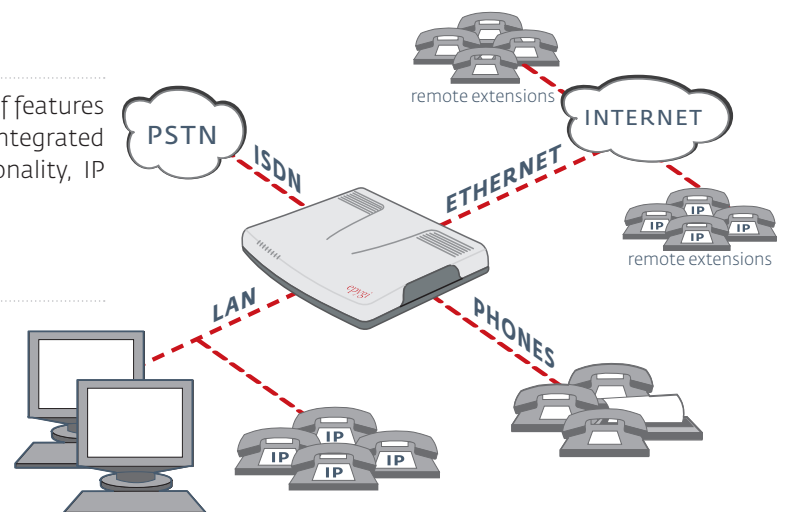 f features
ntegrated
onality, IP
PSTN
ISDN
ETHERNET
INTERNET
remote extensions
IP
IP
IP
IP
remote extensions
epygi
LAN
PHONES
IP
IP
IP
IP